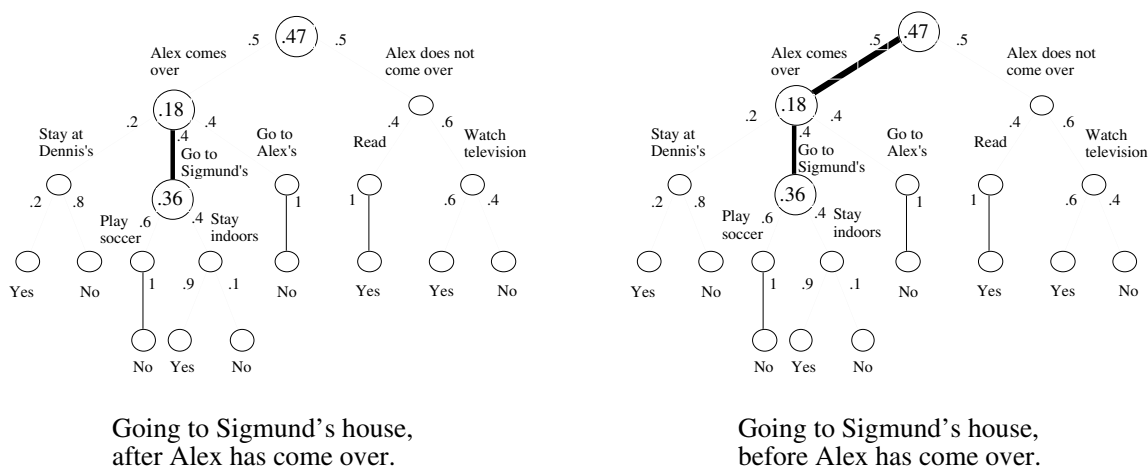 .47
.5 .5
Alex comes
over
Alex does not
come over
.18
.2 .4 .4
Stay at
Dennis's
Go to
Sigmund's
Go to
Alex's
.4 .6
Read
Watch
television
.2 .8
.36
1
1
.6 .4
Play
soccer
.6 .4
Stay
indoors
Yes No
1 .9 .1
No Yes Yes No
No Yes No
Going to Sigmund’s house,
after Alex has come over.
.47
.5 .5
Alex comes
over
Alex does not
come over
.18
.2 .4 .4
Stay at
Dennis's
Go to
Sigmund's
Go to
Alex's
.4 .6
Read
Watch
television
.2 .8
.36
1
1
.6 .4
Play
soccer
.6 .4
Stay
indoors
Yes No
1 .9 .1
No Yes Yes No
No Yes No
Going to Sigmund’s house,
before Alex has come over.